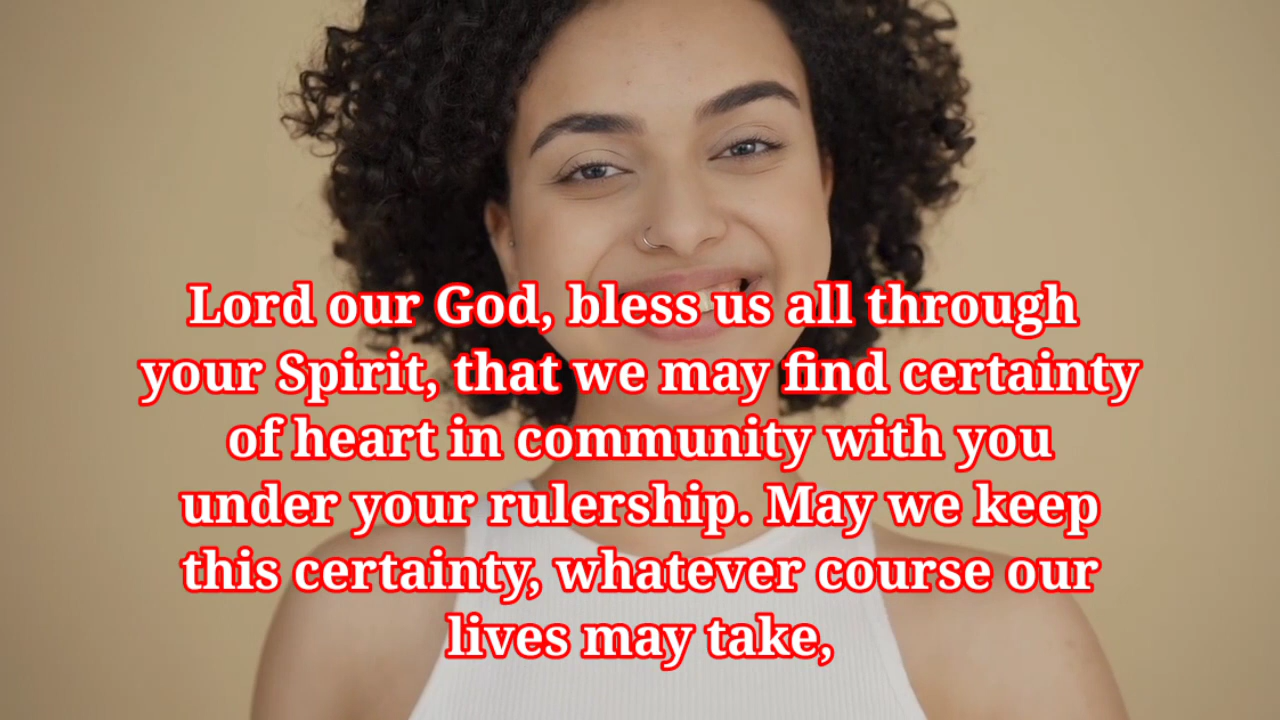 Lord our God, bless us all through
your Spirit, that we may find certainty
of heart in community with you
under your rulership. May we keep
this certainty, whatever course our
lives may take,